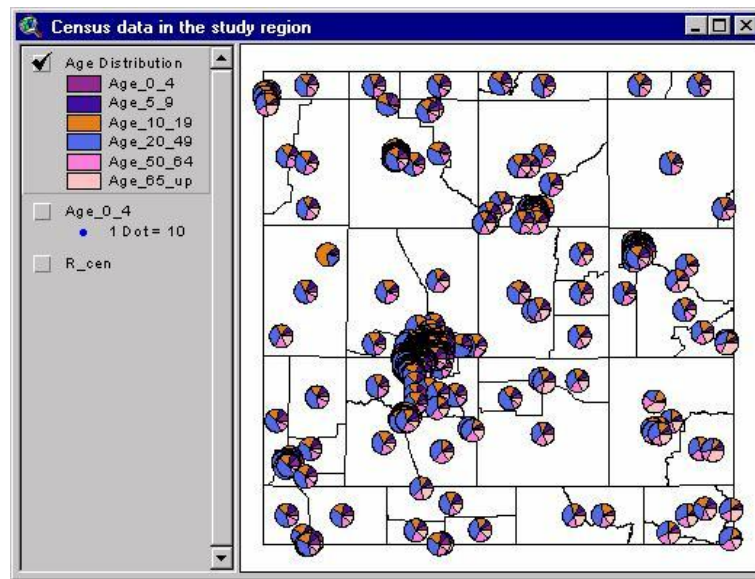 Census data in the study region
Age Distribution
Age_0_4
Age_5_9
Age_10_19
Age_20_49
Age_50_64
Age_65_up
Age_0_4
1 Dot= 10
R_cen